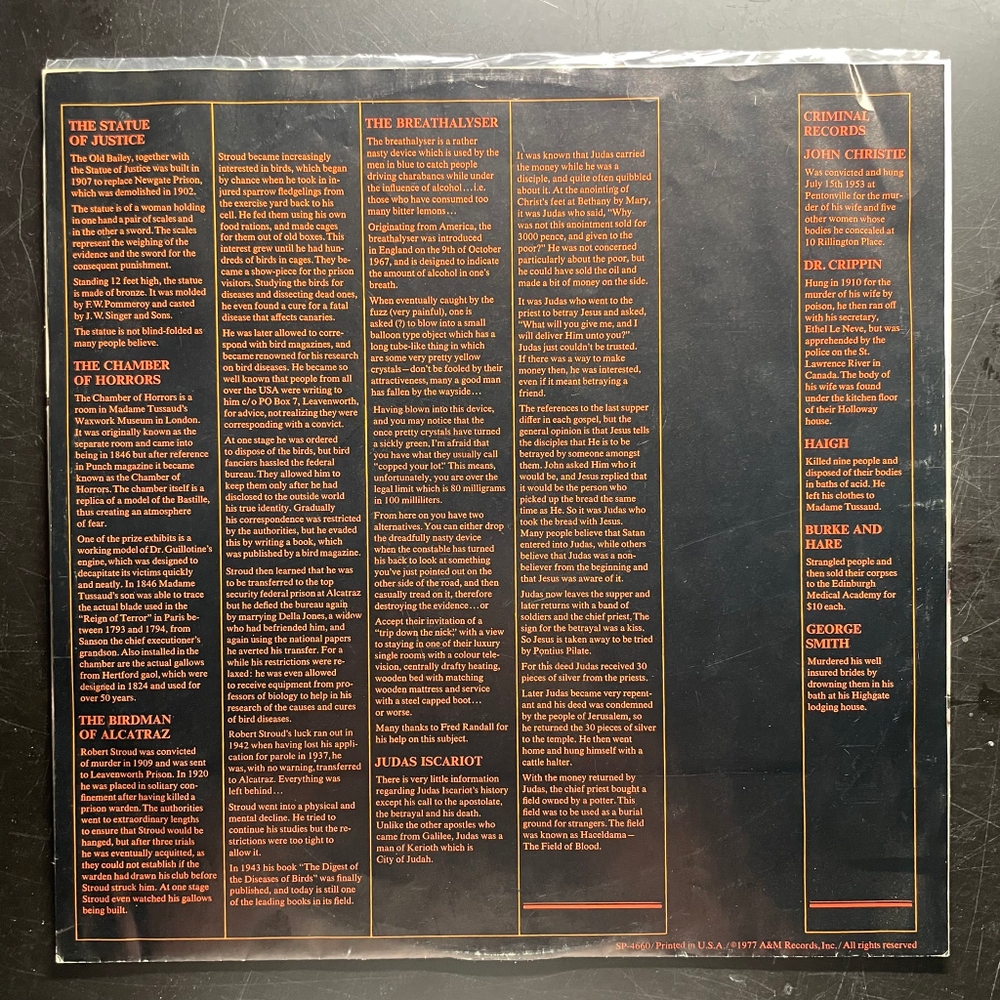 THE STATUE
OF JUSTICE
The Old Bailey, together with
the Statue of Justice was built in
1907 to replace Newgate Prison,
which was demolished in 1902.
The statue is of a woman holding
in one hand a pair of scales and
in the other a sword. The scales
represent the weighing of the
evidence and the sword for the
consequent punishment.
Standing 12 feet high, the statue
is made of bronze. It was molded
by F.W. Pommeroy and casted
by J.W. Singer and Sons.
The statue is not blind-folded as
many people believe.
THE CHAMBER
OF HORRORS
The Chamber of Horrors is a
room in Madame Tussaud's
Waxwork Museum in London.
It was originally known as the
separate room and came into
being in 1846 but after reference
in Punch magazine it became
known as the Chamber of
Horrors. The chamber itself is a
replica of a model of the Bastille,
thus creating an atmosphere
of fear.
One of the prize exhibits is a
working model of Dr. Guillotine's
engine, which was designed to
decapitate its victims quickly
and neatly. In 1846 Madame
Tussaud's son was able to trace
the actual blade used in the
"Reign of Terror" in Paris be-
tween 1793 and 1794, from
Sanson the chief executioner's
grandson. Also installed in the
chamber are the actual gallows
from Hertford gaol, which were
designed in 1824 and used for
over 50 years.
THE BIRDMAN
OF ALCATRAZ
Robert Stroud was convicted
of murder in 1909 and was sent
to Leavenworth Prison. In 1920
he was placed in solitary con-
finement after having killed a
prison warden. The authorities
went to extraordinary lengths
to ensure that Stroud would be
hanged, but after three trials
he was eventually acquitted, as
they could not establish if the
warden had drawn his club before
Stroud struck him. At one stage
Stroud even watched his gallows
being built.
Stroud became increasingly
interested in birds, which began
by chance when he took in in-
jured sparrow fledgelings from
the exercise yard back to his
cell. He fed them using his own
food rations, and made cages
for them out of old boxes. This
interest grew until he had hun-
dreds of birds in cages. They be-
came a show-piece for the prison
visitors. Studying the birds for
diseases and dissecting dead ones,
he even found a cure for a fatal
disease that affects canaries.
He was later allowed to corre-
spond with bird magazines, and
became renowned for his research
on bird diseases. He became so
well known that people from all
over the USA were writing to
him c/o PO Box 7, Leavenworth,
for advice, not realizing they were
corresponding with a convict.
At one stage he was ordered
to dispose of the birds, but bird
fanciers hassled the federal
bureau. They allowed him to
keep them only after he had
disclosed to the outside world
his true identity. Gradually
his correspondence was restricted
by the authorities, but he evaded
this by writing a book, which
was published by a bird magazine.
Stroud then learned that he was
to be transferred to the top
security federal prison at Alcatraz
but he defied the bureau again
by marrying Della Jones, a widow
who had befriended him, and
again using the national papers
he averted his transfer. For a
while his restrictions were re-
laxed: he was even allowed
to receive equipment from pro-
fessors of biology to help in his
research of the causes and cures
of bird diseases.
Robert Stroud's luck ran out in
1942 when having lost his appli-
cation for parole in 1937, he
was, with no warning, transferred
to Alcatraz. Everything was
left behind...
Stroud went into a physical and
mental decline. He tried to
continue his studies but the re-
strictions were too tight to
allow it.
In 1943 his book "The Digest of
the Diseases of Birds" was finally
published, and today is still one
of the leading books in its field.
THE BREATHALYSER
The breathalyser is a rather
nasty device which is used by the
men in blue to catch people
driving charabancs while under
the influence of alcohol...i.e.
those who have consumed too
many bitter lemons...
Originating from America, the
breathalyser was introduced
in England on the 9th of October
1967, and is designed to indicate
the amount of alcohol in one's
breath.
When eventually caught by the
fuzz (very painful), one is
asked (?) to blow into a small
balloon type object which has a
long tube-like thing in which
are some very pretty yellow
crystals—don't be fooled by their
attractiveness, many a good man
has fallen by the wayside...
Having blown into this device,
and you may notice that the
once pretty crystals have turned
a sickly green, I'm afraid that
you have what they usually call
"copped your lot." This means,
unfortunately, you are over the
legal limit which is 80 milligrams
in 100 milliliters.
From here on you have two
alternatives. You can either drop
the dreadfully nasty device
when the constable has turned
his back to look at something
you've just pointed out on the
other side of the road, and then
casually tread on it, therefore
destroying the evidence...or
Accept their invitation of a
"trip down the nick," with a view
to staying in one of their luxury
single rooms with a colour tele-
vision, centrally drafty heating,
wooden bed with matching
wooden mattress and service
with a steel capped boot...
or worse.
Many thanks to Fred Randall for
his help on this subject.
JUDAS ISCARIOT
There is very little information
regarding Judas Iscariot's history
except his call to the apostolate,
the betrayal and his death.
Unlike the other apostles who
came from Galilee, Judas was a
man of Kerioth which is
City of Judah.
It was known that Judas carried
the money while he was a
disciple, and quite often quibbled
about it. At the anointing of
Christ's feet at Bethany by Mary,
it was Judas who said, "Why
was not this anointment sold for
3000 pence, and given to the
poor?" He was not concerned
particularly about the poor, but
he could have sold the oil and
made a bit of money on the side.
It was Judas who went to the
priest to betray Jesus and asked,
"What will you give me, and I
will deliver Him unto you?"
Judas just couldn't be trusted.
If there was a way to make
money then, he was interested,
even if it meant betraying a
friend.
The references to the last supper
differ in each gospel, but the
general opinion is that Jesus tells
the disciples that He is to be
betrayed by someone amongst
them. John asked Him who it
would be, and Jesus replied that
it would be the person who
picked up the bread the same
time as He. So it was Judas who
took the bread with Jesus.
Many people believe that Satan
entered into Judas, while others
believe that Judas was a non-
believer from the beginning and
that Jesus was aware of it.
Judas now leaves the supper and
later returns with a band of
soldiers and the chief priest. The
sign for the betrayal was a kiss.
So Jesus is taken away to be tried
by Pontius Pilate.
For this deed Judas received 30
pieces of silver from the priests.
Later Judas became very repent-
ant and his deed was condemned
by the people of Jerusalem, so
he returned the 30 pieces of silver
to the temple. He then went
home and hung himself with a
cattle halter.
With the money returned by
Judas, the chief priest bought a
field owned by a potter. This
field was to be used as a burial
ground for strangers. The field
was known as Haceldama—
The Field of Blood.
CRIMINAL
RECORDS
JOHN CHRISTIE
Was convicted and hung
July 15th 1953 at
Pentonville for the mur-
der of his wife and five
other women whose
bodies he concealed at
10 Rillington Place.
DR. CRIPPIN
Hung in 1910 for the
murder of his wife by
poison, he then ran off
with his secretary,
Ethel Le Neve, but was
apprehended by the
police on the St.
Lawrence River in
Canada. The body of
his wife was found
under the kitchen floor
of their Holloway
house.
HAIGH
Killed nine people and
disposed of their bodies
in baths of acid. He
left his clothes to
Madame Tussaud.
BURKE AND
HARE
Strangled people and
then sold their corpses
to the Edinburgh
Medical Academy for
$10 each.
GEORGE
SMITH
Murdered his well
insured brides by
drowning them in his
bath at his Highgate
lodging house.
SP-4660/Printed in U.S.A./©1977 A&M Records, Inc./All rights reserved